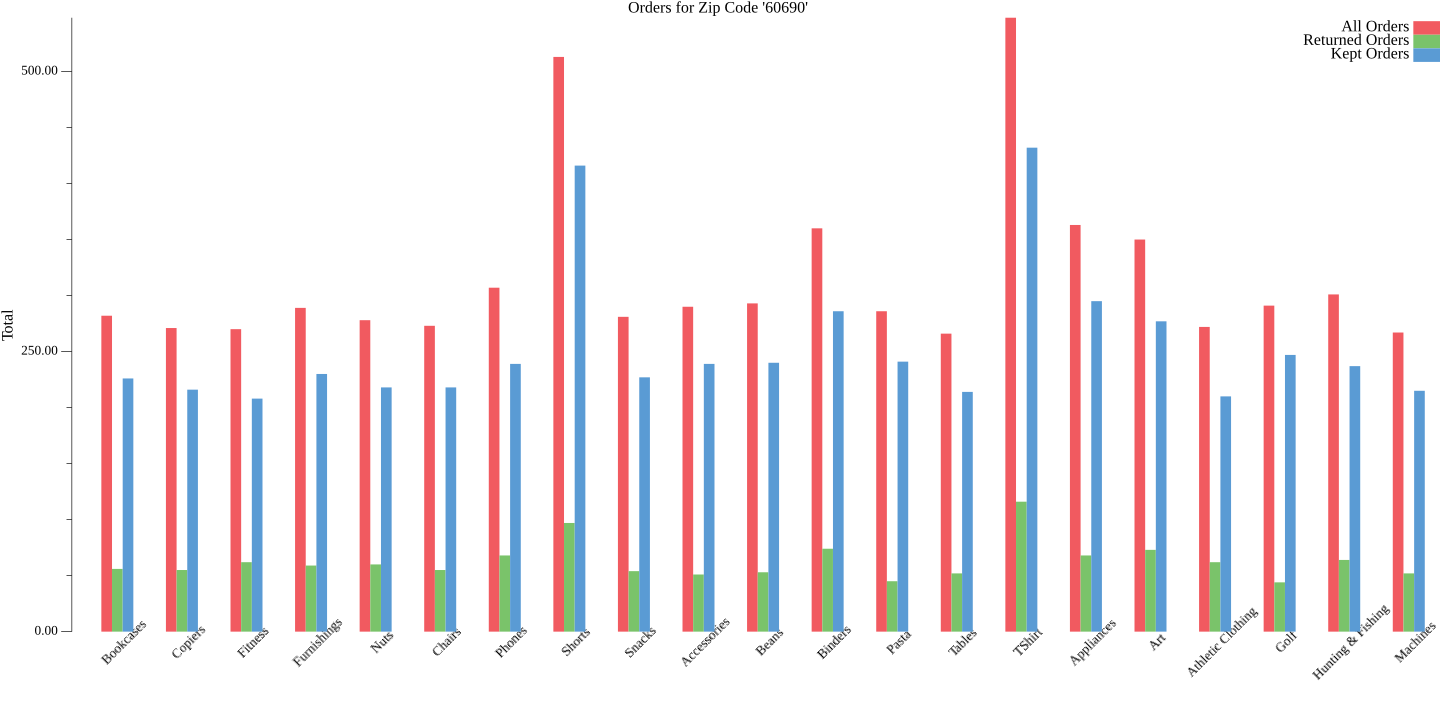 Orders for Zip Code '60690'
All Orders
Returned Orders
Kept Orders
500.00
250.00
0.00
Total
Bookcases
Copiers
Fitness
Furnishings
Nuts
Chairs
Phones
Shorts
Snacks
Accessories
Beans
Binders
Pasta
Tables
TShirt
Appliances
Art
Athletic Clothing
Golf
Hunting & Fishing
Machines